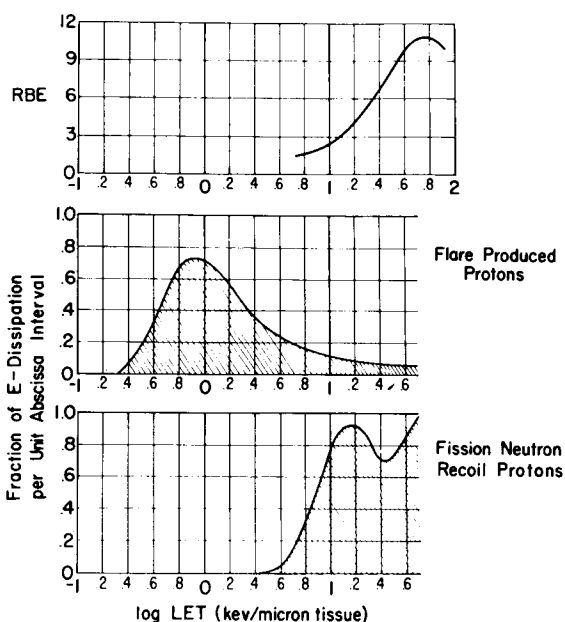 12
9
RBE 6
3
0
-1 .2 .4 .6 .8 0 .2 .4 .6 .8 1 .2 .4 .6 .8 2
1.0
.8
.6
.4
.2
0
-1 .2 .4 .6 .8 0 .2 .4 .6 .8 1 .2 .4 .6
Flare Produced
Protons
Fraction of E-Dissipation
per Unit Abscissa Interval
1.0
.8
.6
.4
.2
0
-1 .2 .4 .6 .8 0 .2 .4 .6 .8 1 .2 .4 .6
Fission Neutron
Recoil Protons
log LET (kev/micron tissue)